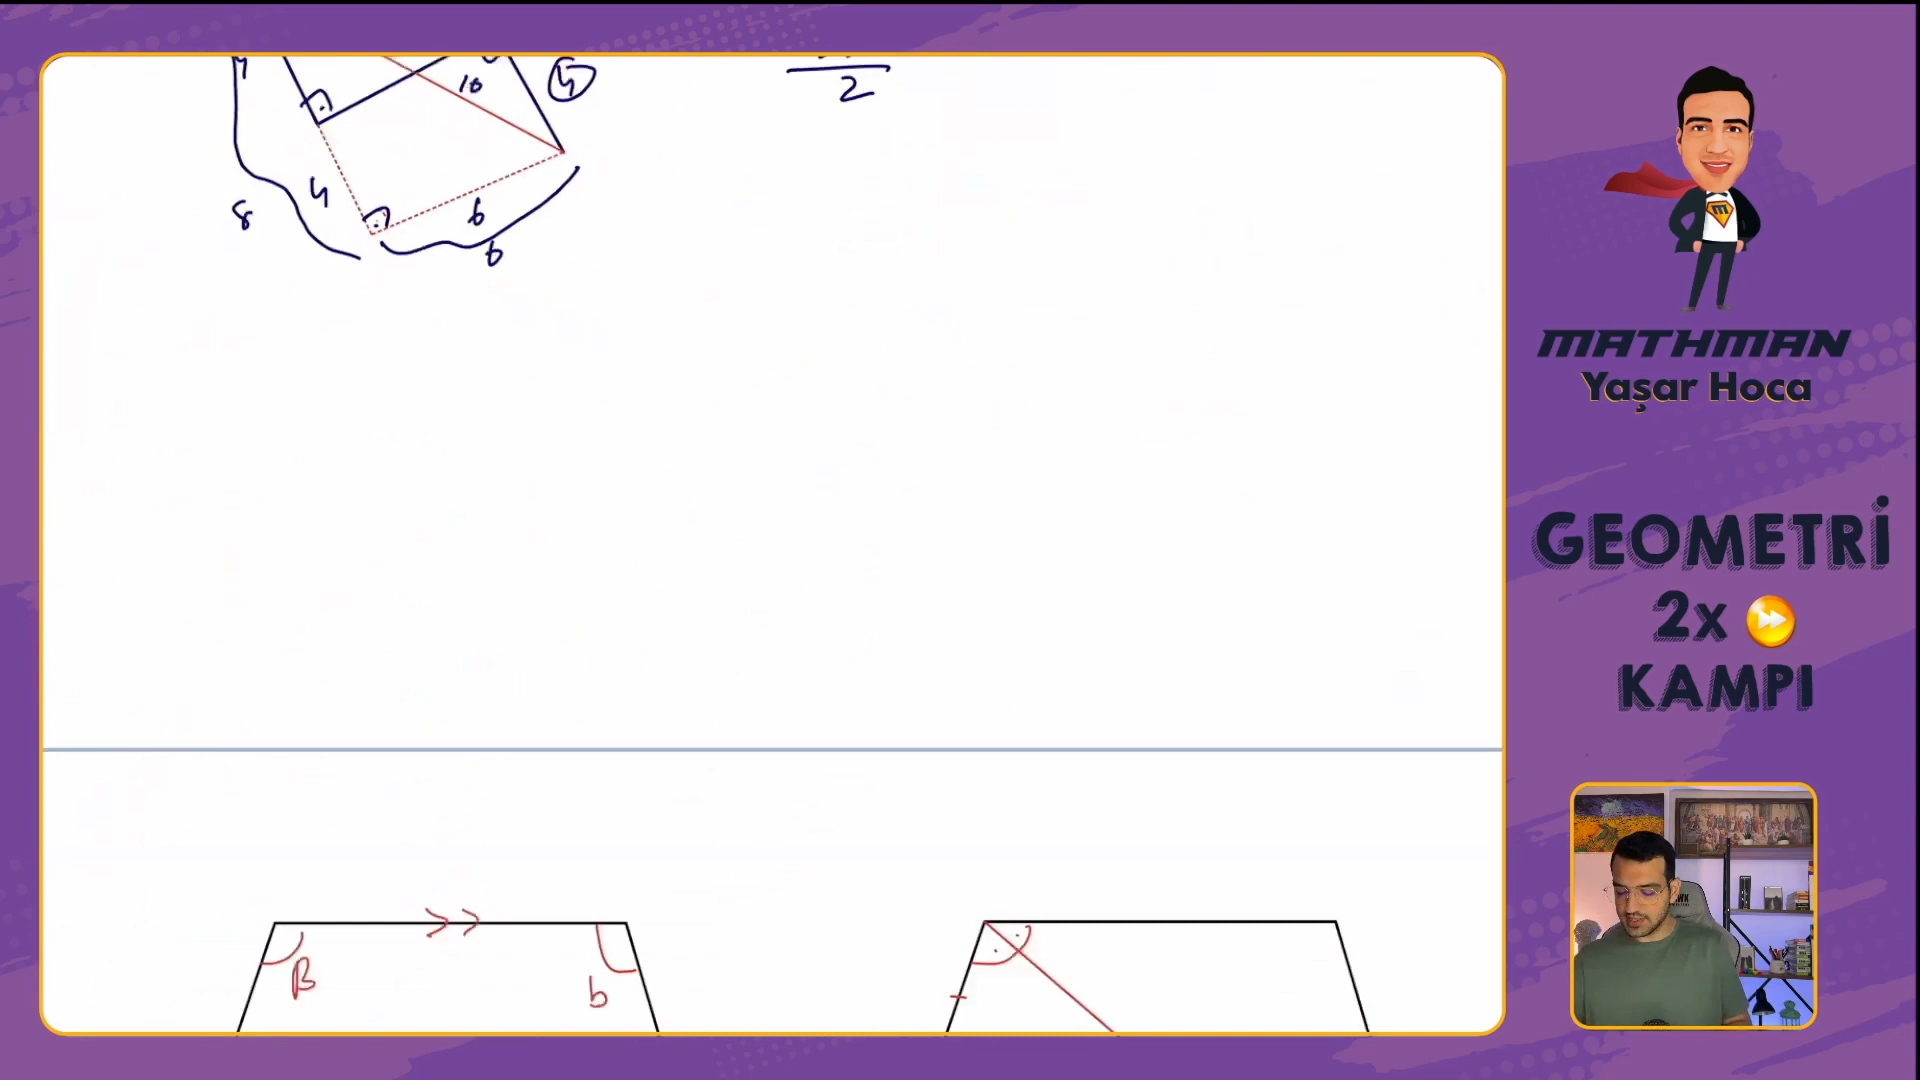 10
4
2
4
8
6
6
β
b
MATHMAN
Yaşar Hoca
GEOMETRİ
2x
KAMPI